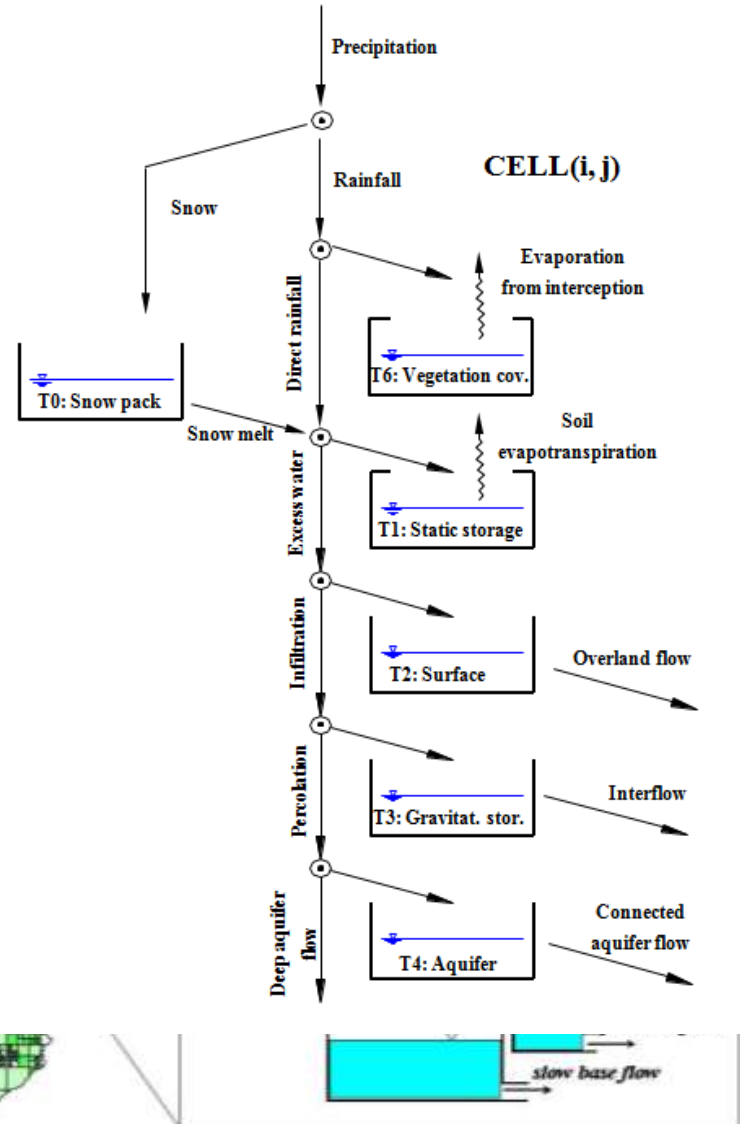 Precipitation
CELL(i, j)
Rainfall
Snow
Evaporation
from interception
Direct rainfall
T6: Vegetation cov.
T0: Snow pack
Snow melt
Soil
evapotranspiration
Excess water
T1: Static storage
Infiltration
T2: Surface
Overland flow
Percolation
T3: Gravitat. stor.
Interflow
Deep aquifer
flow
T4: Aquifer
Connected
aquifer flow
slow base flow